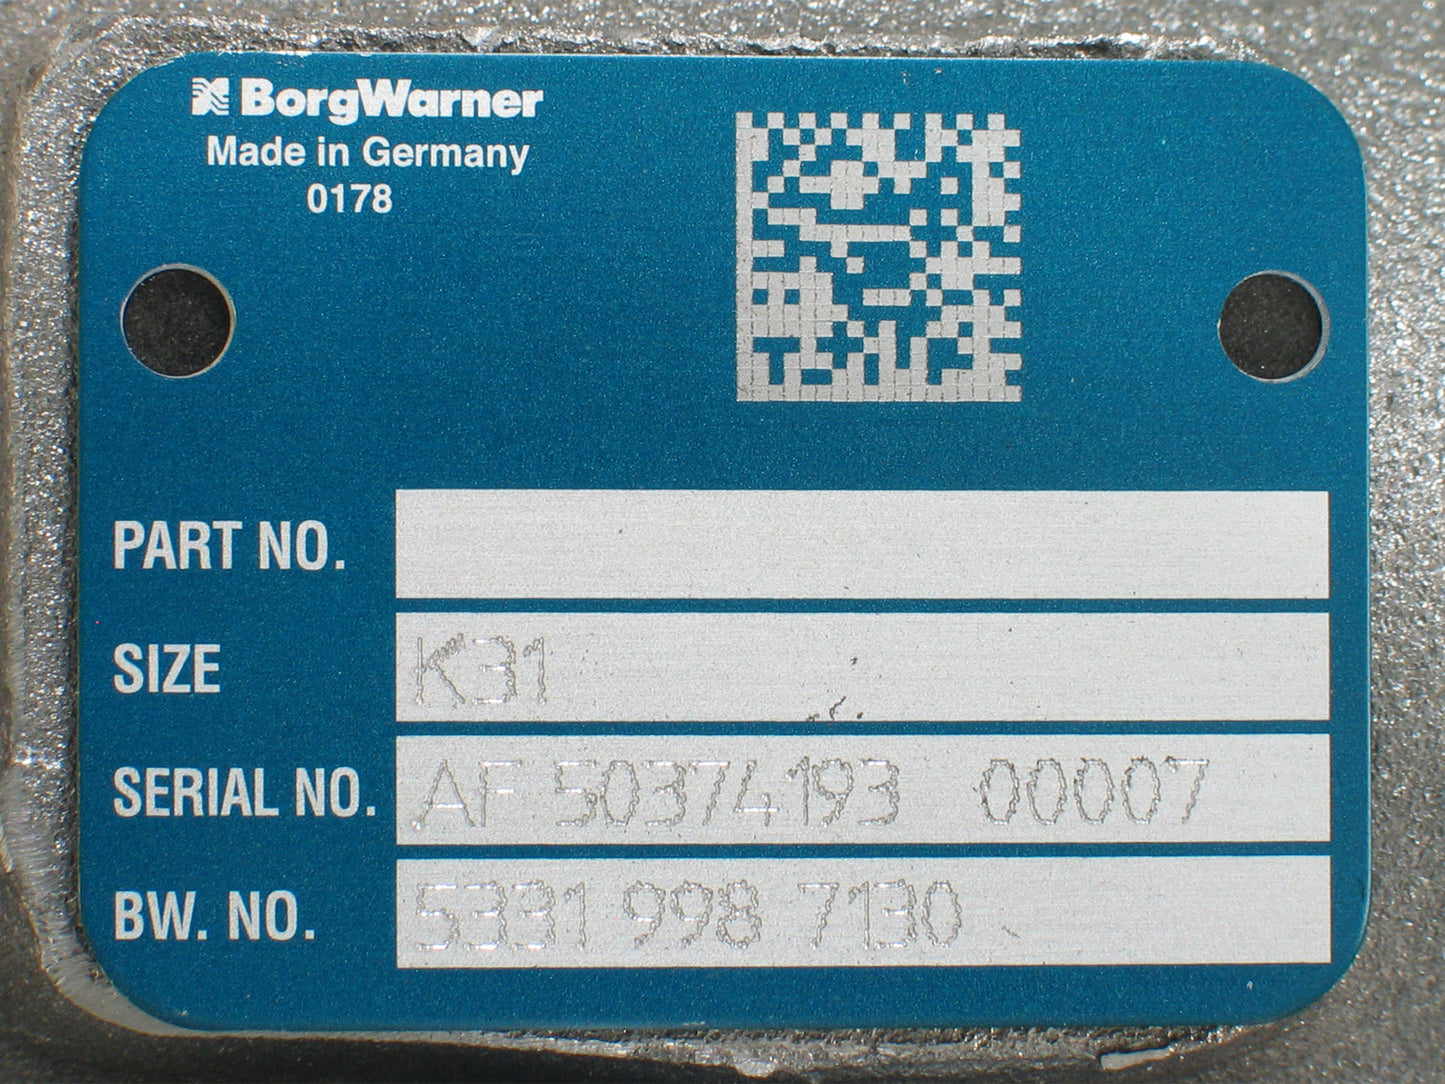 BorgWarner
Made in Germany
0178
PART NO.
SIZE K31
SERIAL NO. AF 50374193 00007
BW. NO. 5331 998 7130